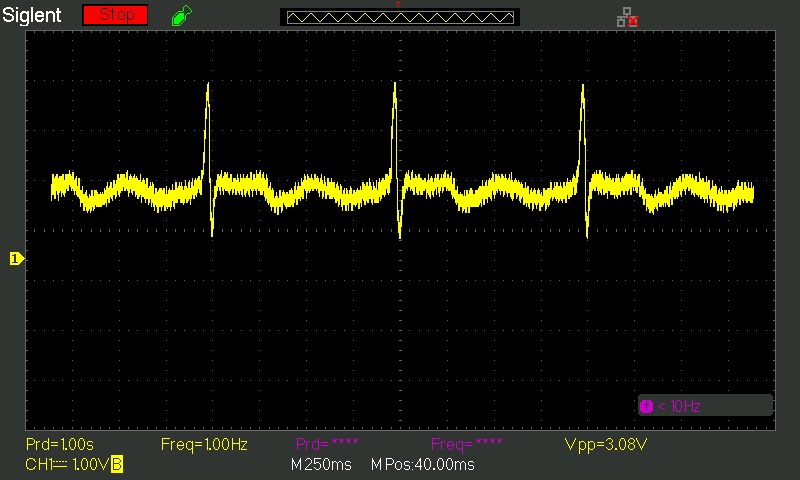 Siglent Stop
1
T < 10Hz
Prd=1.00s Freq=1.00Hz Prd=**** Freq=**** Vpp=3.08V
CH1 1.00V B M 250ms M Pos:40.00ms